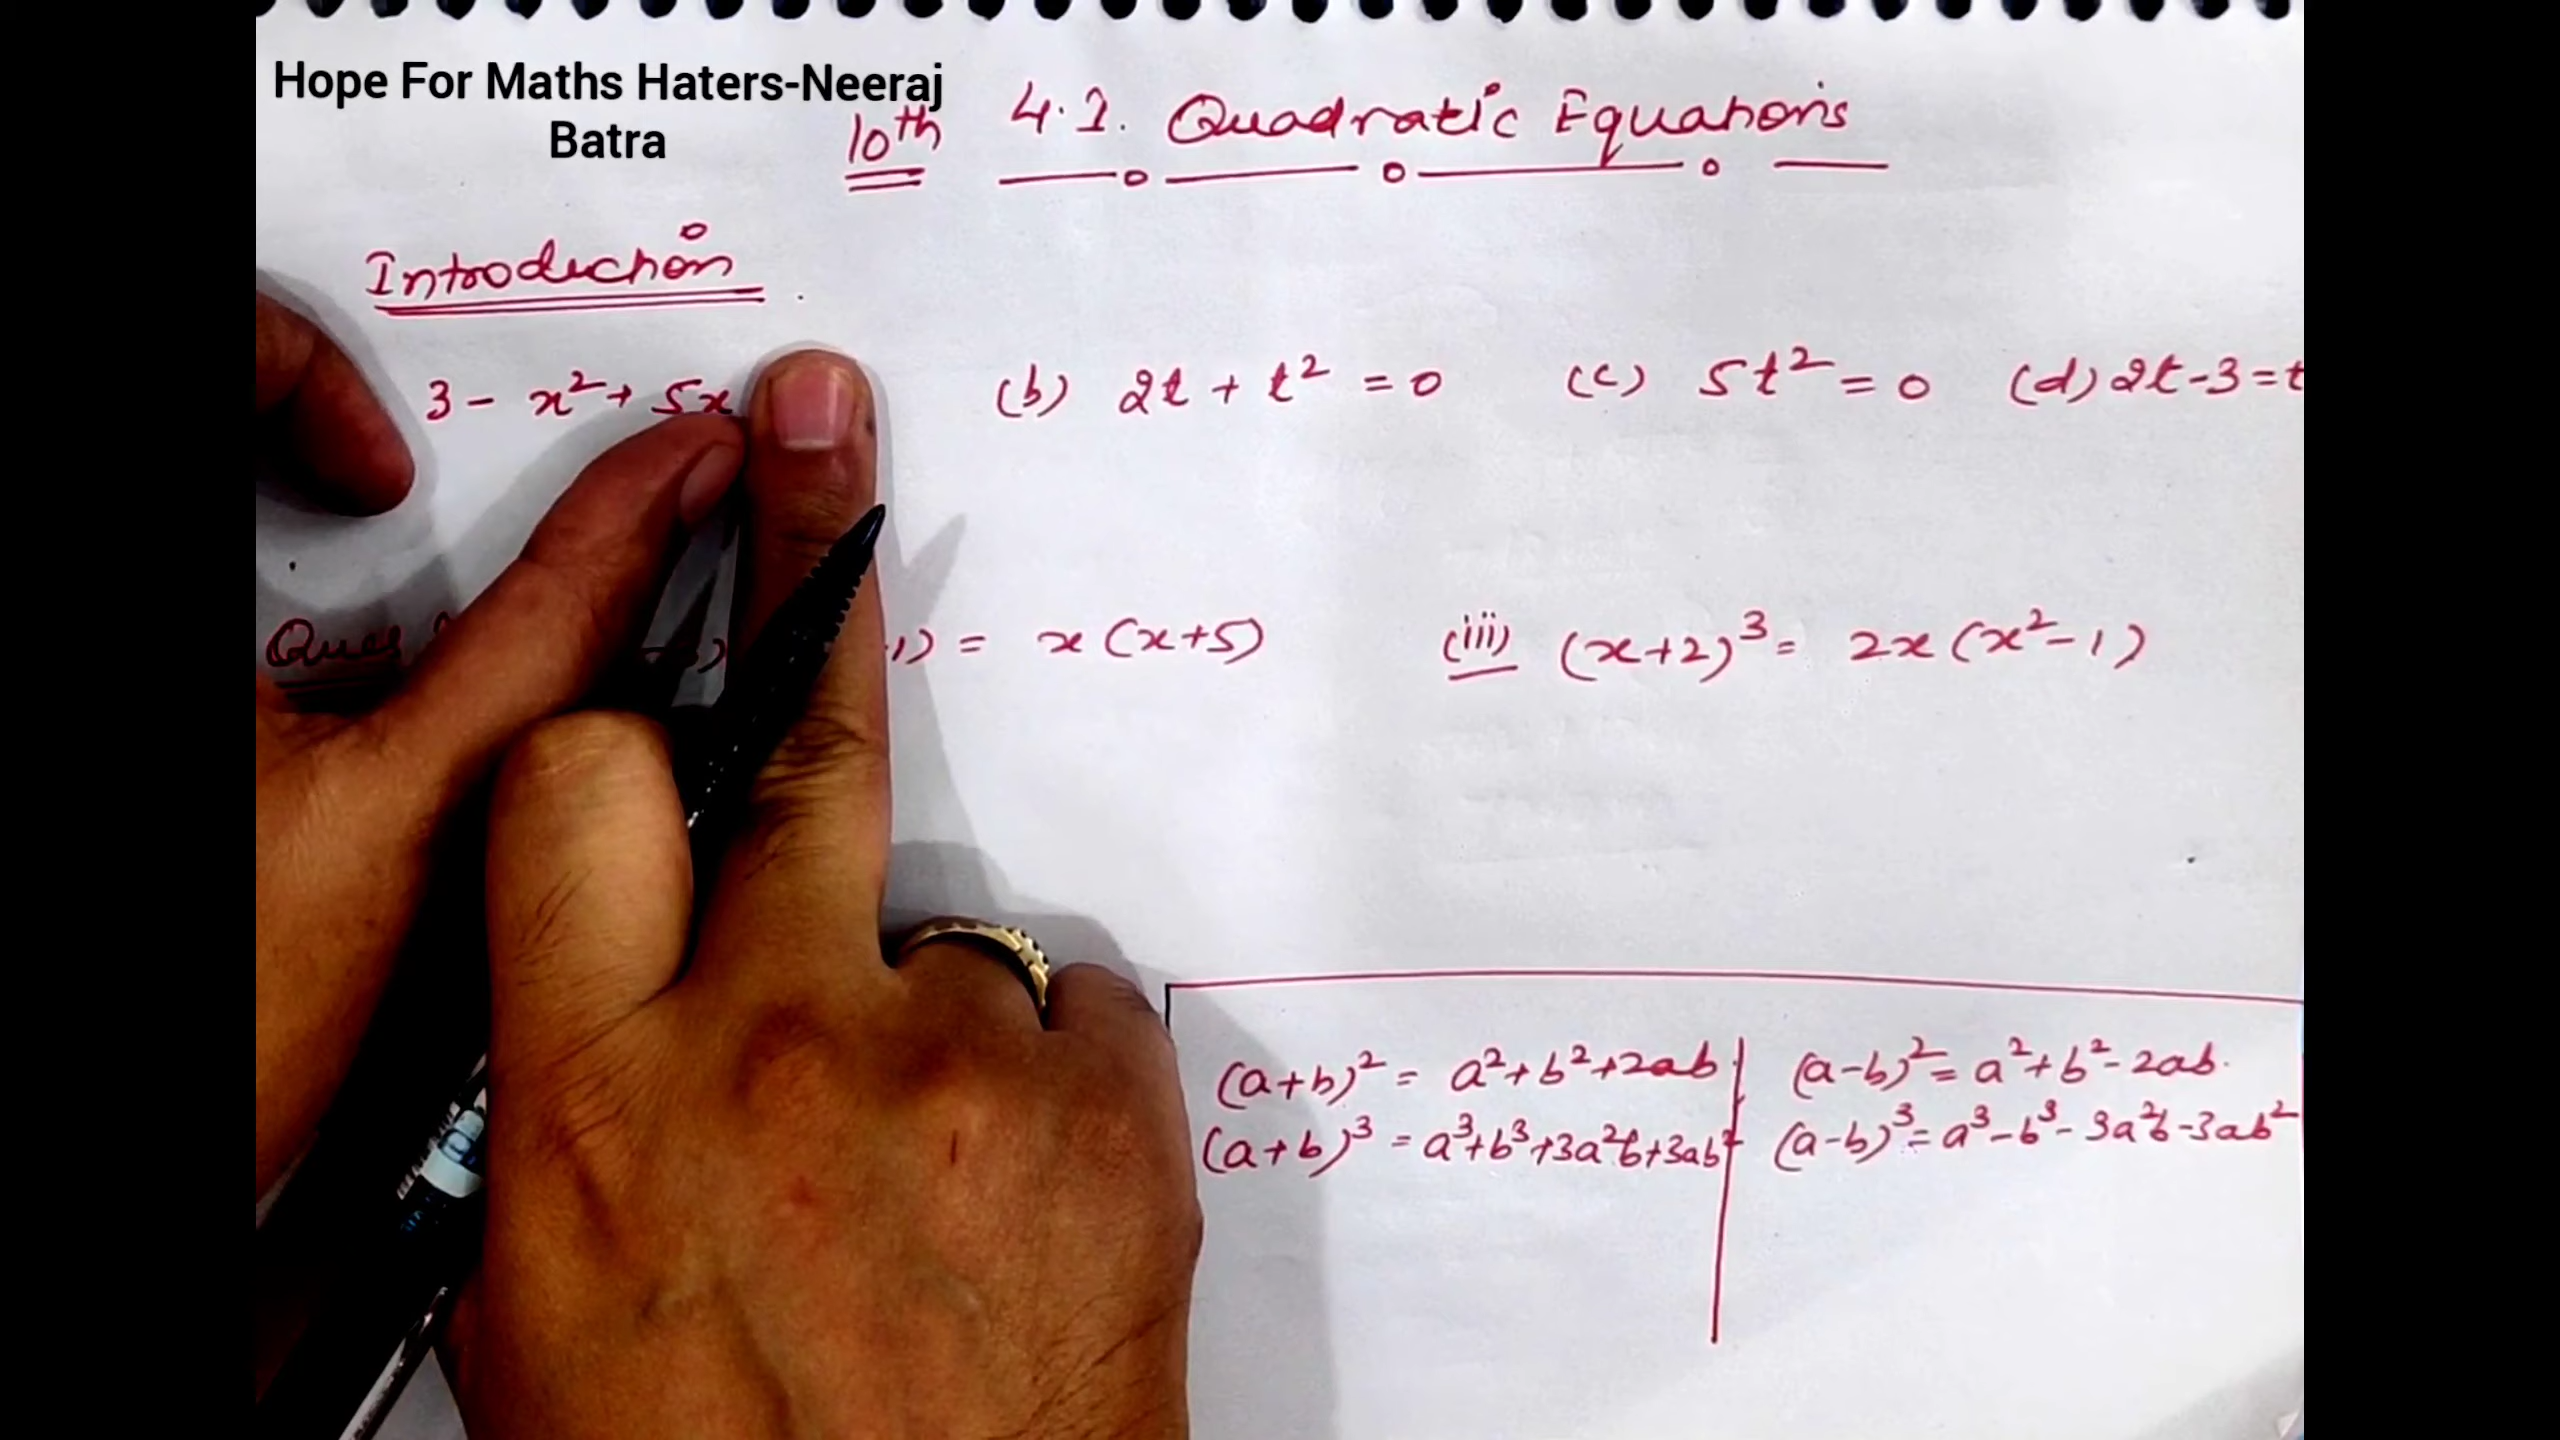 Hope For Maths Haters-Neeraj
Batra
10th 4.1. Quadratic Equations
Introduction
3 - x² + 5x (b) 2t + t² = 0 (c) 5t² = 0 (d) 2t-3=t
Ques 1) = x(x+5) (iii) (x+2)³ = 2x(x²-1)
(a+b)² = a²+b²+2ab (a-b)² = a²+b²-2ab.
(a+b)³ = a³+b³+3a²b+3ab² (a-b)³ = a³-b³-3a²b-3ab²